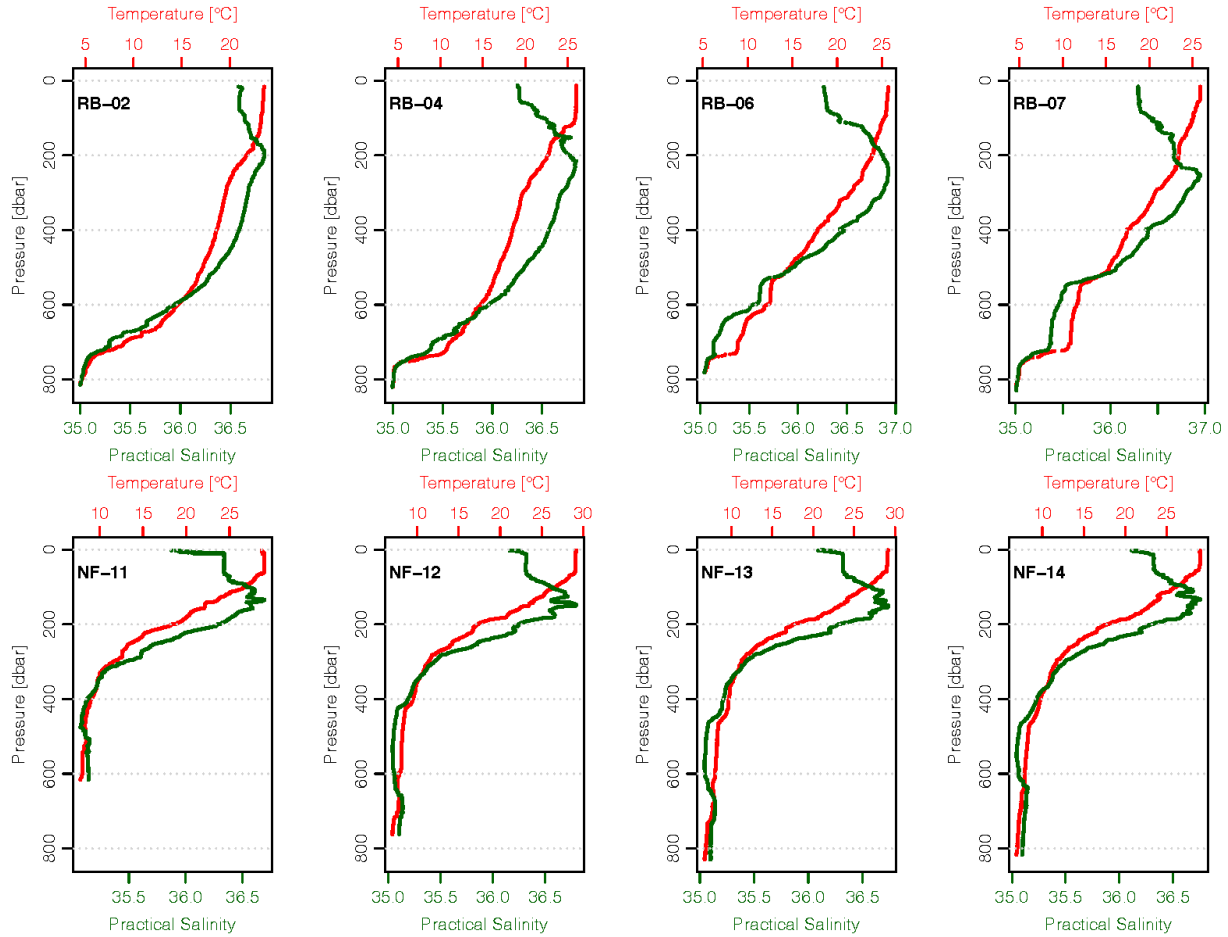 Temperature [°C] Temperature [°C] Temperature [°C] Temperature [°C]
5 10 15 20 5 10 15 20 25 5 10 15 20 25 5 10 15 20 25
0 0 0 0
RB−02 RB−04 RB−06 RB−07
200 200 200 200
Pressure [dbar] Pressure [dbar] Pressure [dbar] Pressure [dbar]
400 400 400 400
600 600 600 600
800 800 800 800
35.0 35.5 36.0 36.5 35.0 35.5 36.0 36.5 35.0 35.5 36.0 36.5 37.0 35.0 36.0 37.0
Practical Salinity Practical Salinity Practical Salinity Practical Salinity
Temperature [°C] Temperature [°C] Temperature [°C] Temperature [°C]
10 15 20 25 10 15 20 25 30 10 15 20 25 30 10 15 20 25
0 0 0 0
NF−11 NF−12 NF−13 NF−14
200 200 200 200
Pressure [dbar] Pressure [dbar] Pressure [dbar] Pressure [dbar]
400 400 400 400
600 600 600 600
800 800 800 800
35.5 36.0 36.5 35.0 35.5 36.0 36.5 35.0 35.5 36.0 36.5 35.0 35.5 36.0 36.5
Practical Salinity Practical Salinity Practical Salinity Practical Salinity